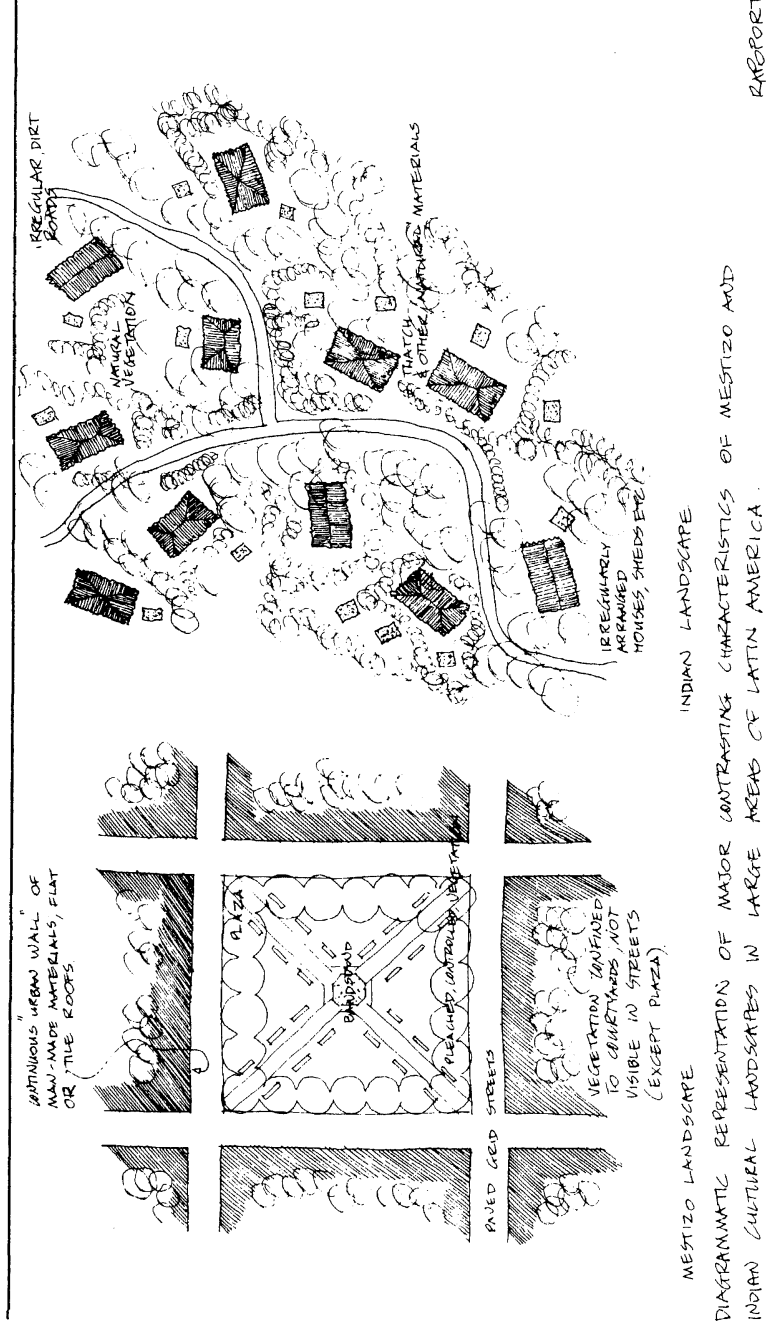 "CONTINUOUS URBAN WALL" OF
MAN-MADE MATERIALS, FLAT
OR TILE ROOFS
PLAZA
BANDSTAND
PLEACHED, CONTROLLED VEGETATION
PAVED GRID STREETS
VEGETATION CONFINED
TO COURTYARDS, NOT
VISIBLE IN STREETS
(EXCEPT PLAZA).
MESTIZO LANDSCAPE
IRREGULAR DIRT
ROADS
NATURAL
VEGETATION
THATCH
& OTHER NATURAL MATERIALS
IRREGULARLY
ARRANGED
HOUSES, SHEDS ETC.
INDIAN LANDSCAPE
DIAGRAMMATIC REPRESENTATION OF MAJOR CONTRASTING CHARACTERISTICS OF MESTIZO AND
INDIAN CULTURAL LANDSCAPES IN LARGE AREAS OF LATIN AMERICA.
RAPOPORT